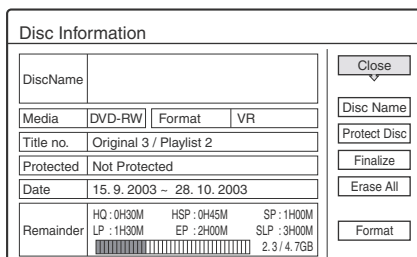 Disc Information
DiscName
Media DVD-RW Format VR
Title no. Original 3 / Playlist 2
Protected Not Protected
Date 15. 9. 2003 ~ 28. 10. 2003
Remainder
HQ : 0H30M HSP : 0H45M SP : 1H00M
LP : 1H30M EP : 2H00M SLP : 3H00M
2. 3 / 4. 7GB
Close
Disc Name
Protect Disc
Finalize
Erase All
Format